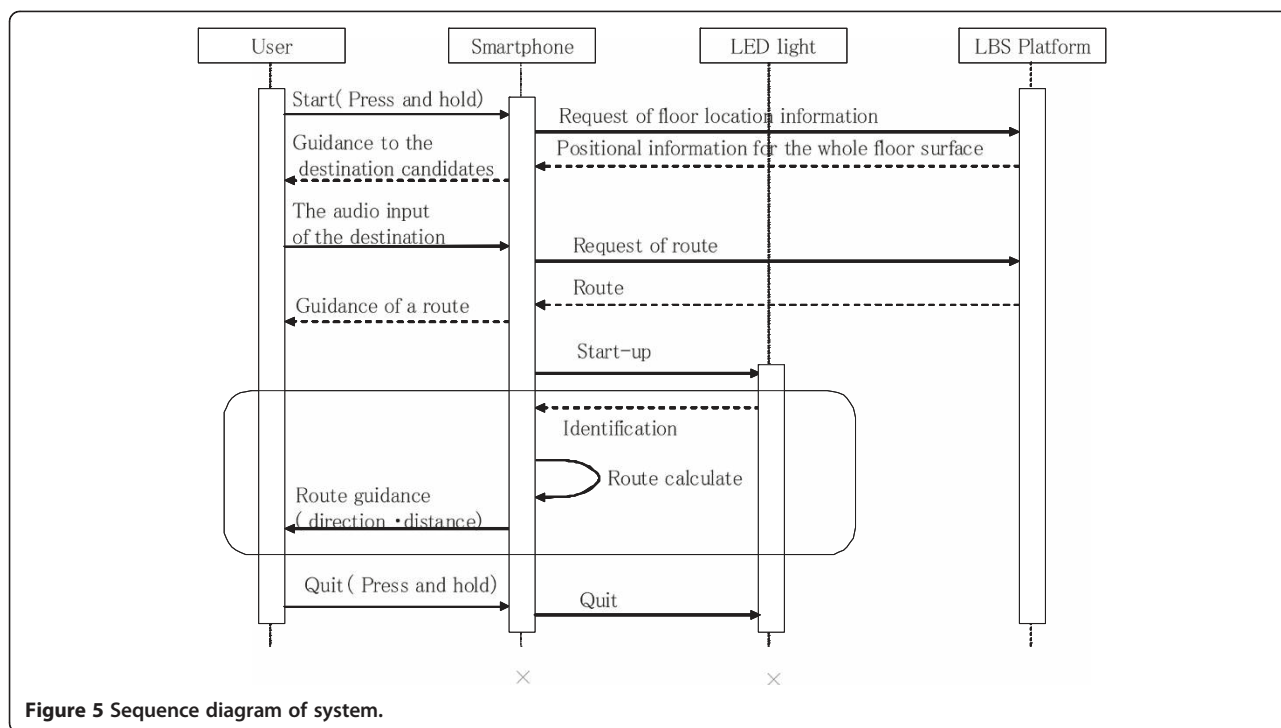 User
Smartphone
LED light
LBS Platform
Start( Press and hold)
Request of floor location information
Guidance to the
destination candidates
Positional information for the whole floor surface
The audio input
of the destination
Request of route
Route
Guidance of a route
Start-up
Identification
Route calculate
Route guidance
( direction ・distance)
Quit ( Press and hold)
Quit
Figure 5 Sequence diagram of system.